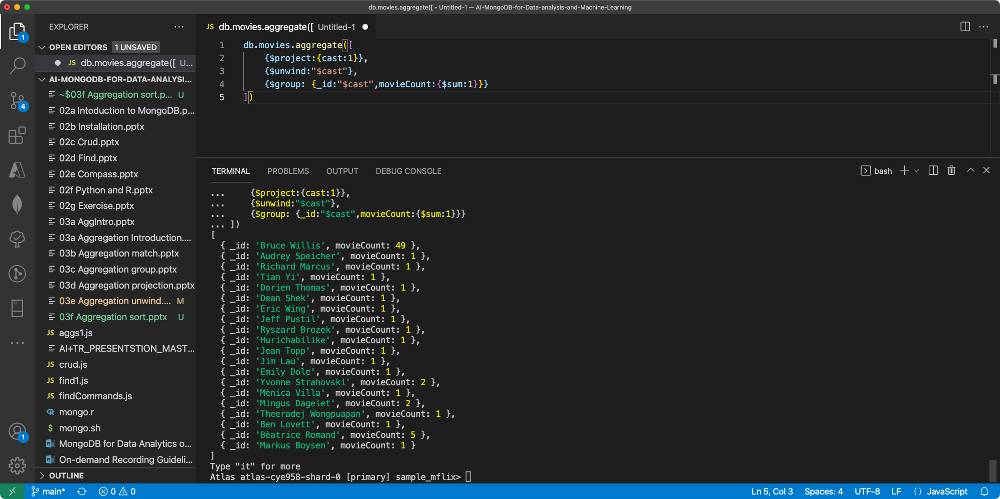 db.movies.aggregate([ • Untitled-1 — AI-MongoDB-for-Data-analysis-and-Machine-Learning
EXPLORER
OPEN EDITORS 1 UNSAVED
JS db.movies.aggregate([ U...
AI-MONGODB-FOR-DATA-ANALYSI...
~$03f Aggregation sort.p... U
02a Intoduction to MongoDB.p...
02b Installation.pptx
02c Crud.pptx
02d Find.pptx
02e Compass.pptx
02f Python and R.pptx
02g Exercise.pptx
03a AggIntro.pptx
03a Aggregation Introduction....
03b Aggregation match.pptx
03c Aggregation group.pptx
03d Aggregation projection.pptx
03e Aggregation unwind.... M
03f Aggregation sort.pptx U
JS aggs1.js
AI+TR_PRESENTSTION_MAST...
JS crud.js
JS find1.js
JS findCommands.js
R mongo.r
$ mongo.sh
W MongoDB for Data Analytics o...
W On-demand Recording Guideli...
OUTLINE
1
4
1
JS db.movies.aggregate([ Untitled-1
1 db.movies.aggregate([
2     {$project:{cast:1}},
3     {$unwind:"$cast"},
4     {$group: {_id:"$cast",movieCount:{$sum:1}}}
5 ])
TERMINAL PROBLEMS OUTPUT DEBUG CONSOLE bash
...     {$project:{cast:1}},
...     {$unwind:"$cast"},
...     {$group: {_id:"$cast",movieCount:{$sum:1}}}
... ])
[
  { _id: 'Bruce Willis', movieCount: 49 },
  { _id: 'Audrey Speicher', movieCount: 1 },
  { _id: 'Richard Marcus', movieCount: 1 },
  { _id: 'Tian Yi', movieCount: 1 },
  { _id: 'Dorien Thomas', movieCount: 1 },
  { _id: 'Dean Shek', movieCount: 1 },
  { _id: 'Eric Wing', movieCount: 1 },
  { _id: 'Jeff Pustil', movieCount: 1 },
  { _id: 'Ryszard Brozek', movieCount: 1 },
  { _id: 'Hurichabilike', movieCount: 1 },
  { _id: 'Jean Topp', movieCount: 1 },
  { _id: 'Jim Lau', movieCount: 1 },
  { _id: 'Emily Dole', movieCount: 1 },
  { _id: 'Yvonne Strahovski', movieCount: 2 },
  { _id: 'Mènica Villa', movieCount: 1 },
  { _id: 'Mingus Dagelet', movieCount: 2 },
  { _id: 'Theeradej Wongpuapan', movieCount: 1 },
  { _id: 'Ben Lovett', movieCount: 1 },
  { _id: 'Bèatrice Romand', movieCount: 5 },
  { _id: 'Markus Boysen', movieCount: 1 }
]
Type "it" for more
Atlas atlas-cye958-shard-0 [primary] sample_mflix>
main* 0 0 Ln 5, Col 3 Spaces: 4 UTF-8 LF {} JavaScript